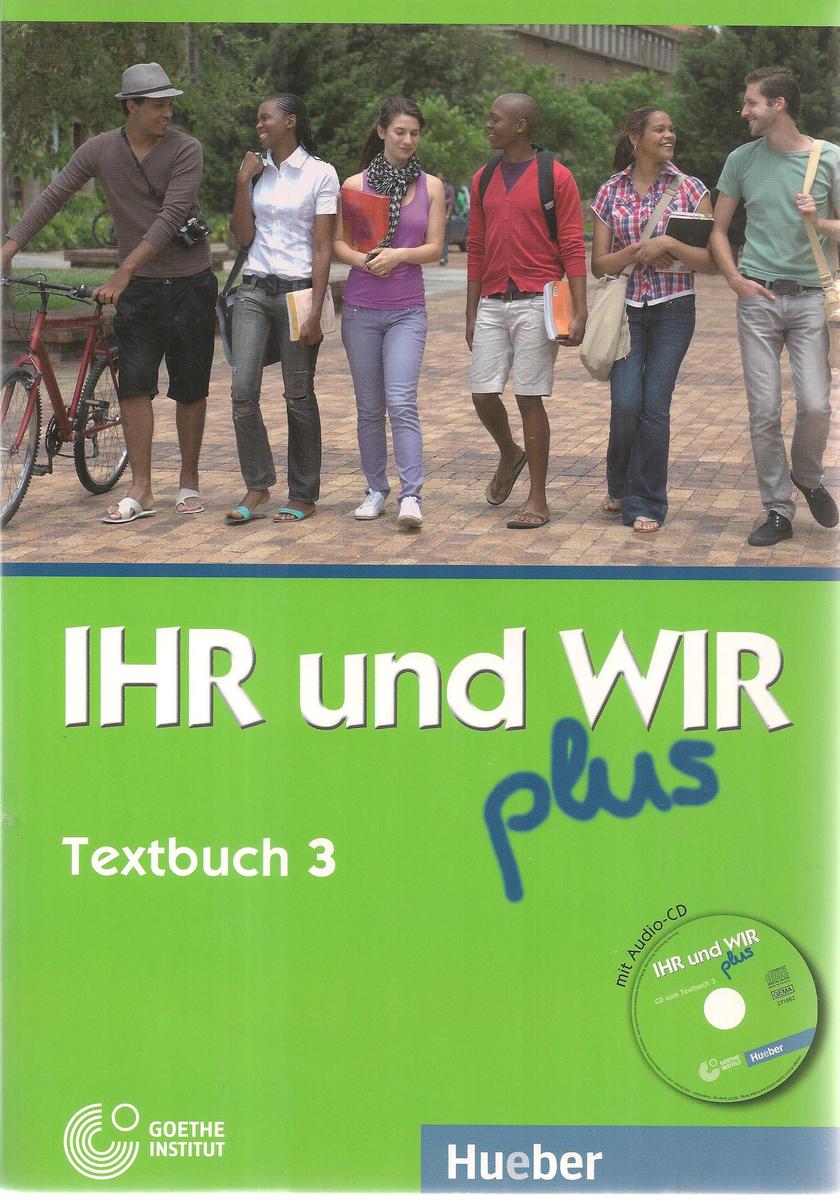 IHR und WIR
plus
Textbuch 3
mit Audio-CD
IHR und WIR
plus
CD zum Textbuch 3
GEMA
271862
GOETHE
INSTITUT
Hueber
GOETHE
INSTITUT
Hueber